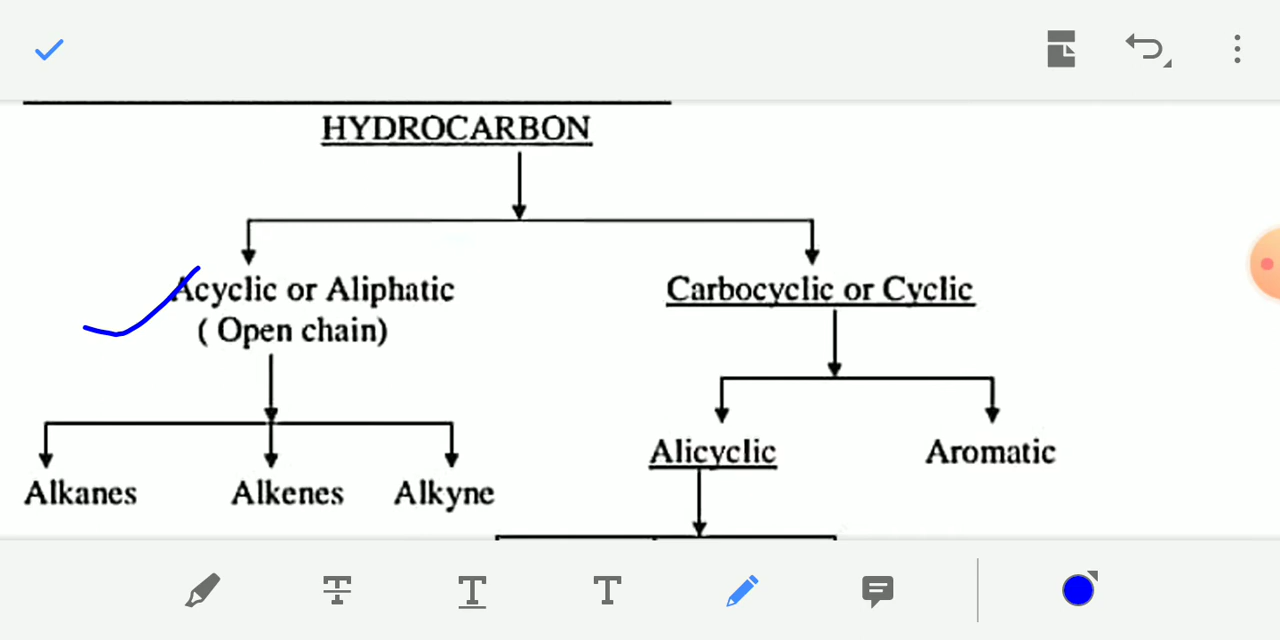 HYDROCARBON
Acyclic or Aliphatic
( Open chain)
Carbocyclic or Cyclic
Alkanes
Alkenes
Alkyne
Alicyclic
Aromatic